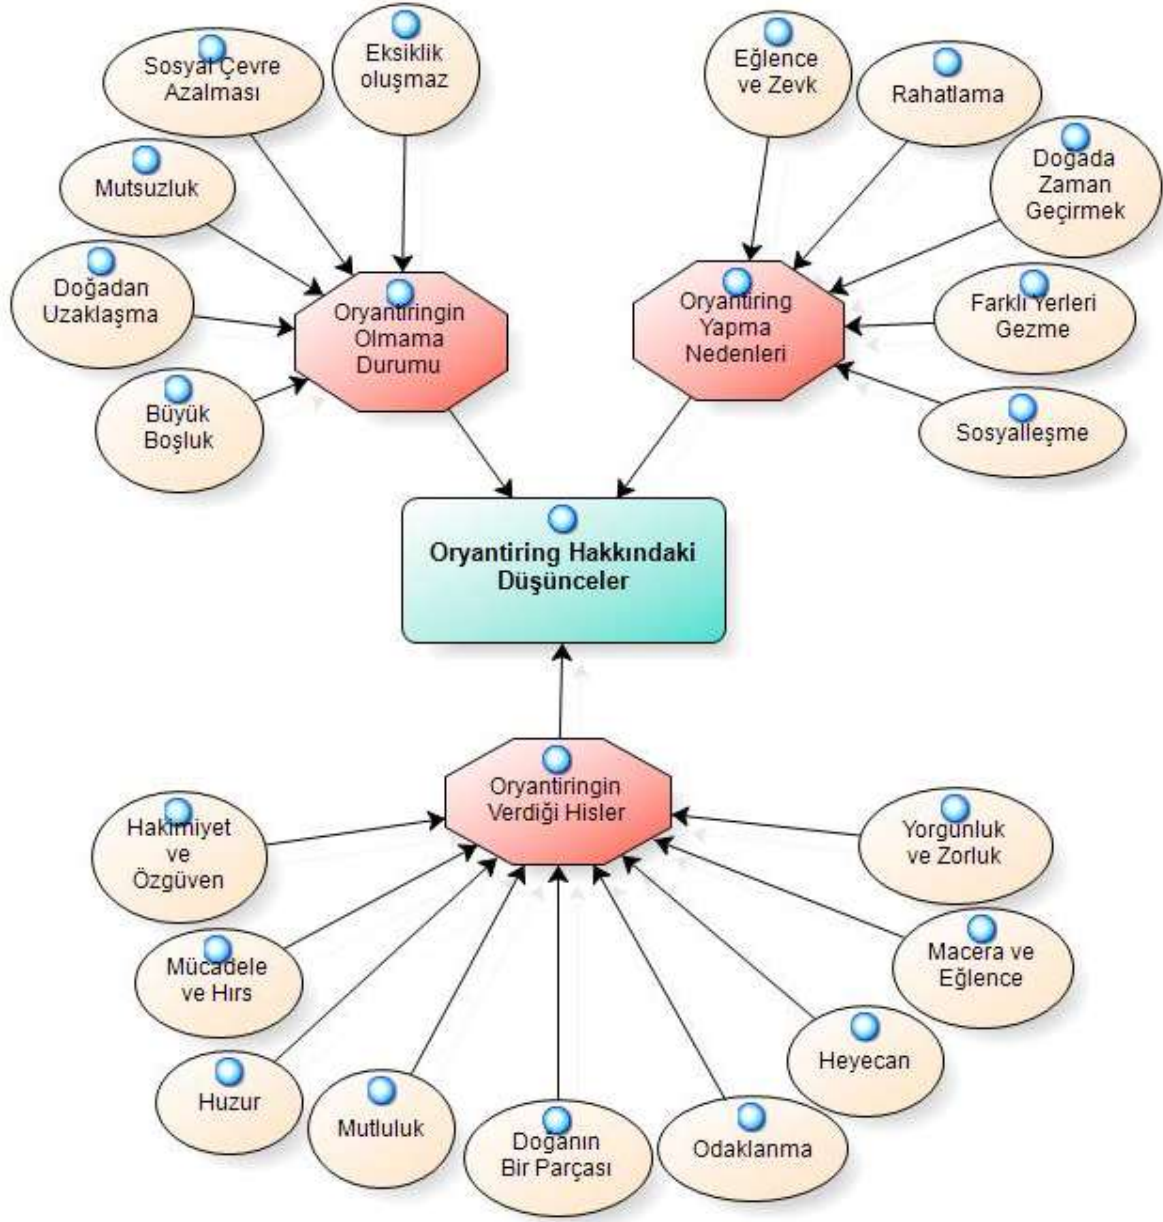 Sosyal Çevre
Azalması
Eksiklik
oluşmaz
Mutsuzluk
Doğadan
Uzaklaşma
Büyük
Boşluk
Oryantiringin
Olmama
Durumu
Eğlence
ve Zevk
Rahatlama
Doğada
Zaman
Geçirmek
Farklı Yerleri
Gezme
Sosyalleşme
Oryantiring
Yapma
Nedenleri
Oryantiring Hakkındaki
Düşünceler
Oryantiringin
Verdiği Hisler
Hakimiyet
ve
Özgüven
Mücadele
ve Hırs
Huzur
Mutluluk
Doğanın
Bir Parçası
Odaklanma
Heyecan
Macera ve
Eğlence
Yorgunluk
ve Zorluk